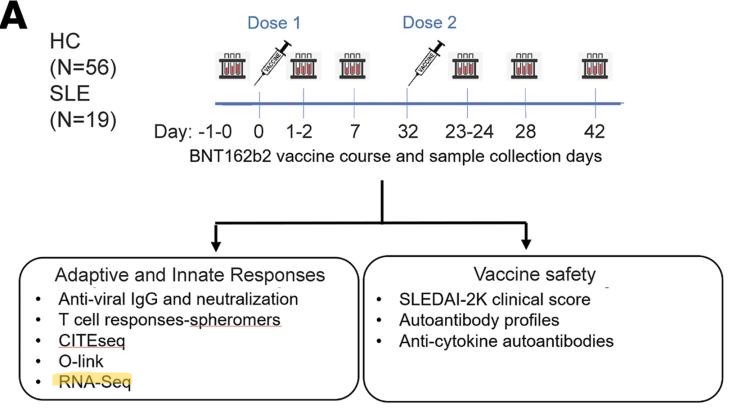 A
Dose 1
Dose 2
HC
(N=56)
SLE
(N=19)
VACCINE
VACCINE
Day: -1-0 0 1-2 7 32 23-24 28 42
BNT162b2 vaccine course and sample collection days
Adaptive and Innate Responses
• Anti-viral IgG and neutralization
• T cell responses-spheromers
• CITEseq
• O-link
• RNA-Seq
Vaccine safety
• SLEDAI-2K clinical score
• Autoantibody profiles
• Anti-cytokine autoantibodies